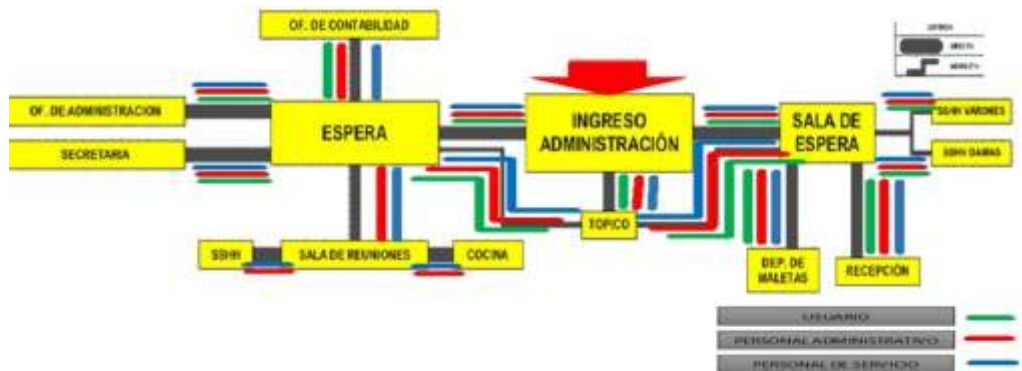 OF. DE CONTABILIDAD
OF. DE ADMINISTRACION
SECRETARIA
ESPERA
INGRESO
ADMINISTRACIÓN
SALA DE
ESPERA
SSHH VARONES
SSHH DAMAS
TOPICO
SSHH
SALA DE REUNIONES
COCINA
DEP. DE
MALETAS
RECEPCIÓN
USUARIO
PERSONAL ADMINISTRATIVO
PERSONAL DE SERVICIO